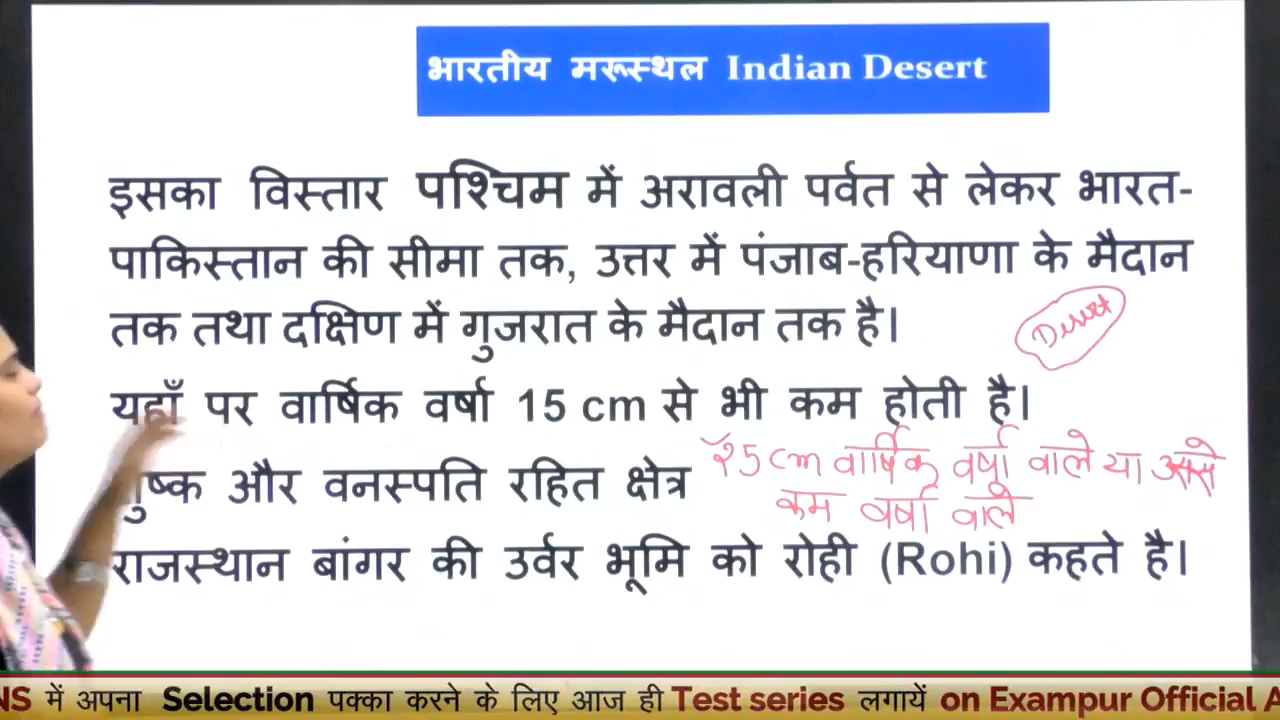 भारतीय मरूस्थल Indian Desert
इसका विस्तार पश्चिम में अरावली पर्वत से लेकर भारत-
पाकिस्तान की सीमा तक, उत्तर में पंजाब-हरियाणा के मैदान
तक तथा दक्षिण में गुजरात के मैदान तक है।
Desert
यहाँ पर वार्षिक वर्षा 15 cm से भी कम होती है।
25 cm वार्षिक वर्षा वाले या उससे
कम वर्षा वाले
और वनस्पति रहित क्षेत्र
राजस्थान बांगर की उर्वर भूमि को रोही (Rohi) कहते है।
में अपना Selection पक्का करने के लिए आज ही Test series लगायें on Exampur Official